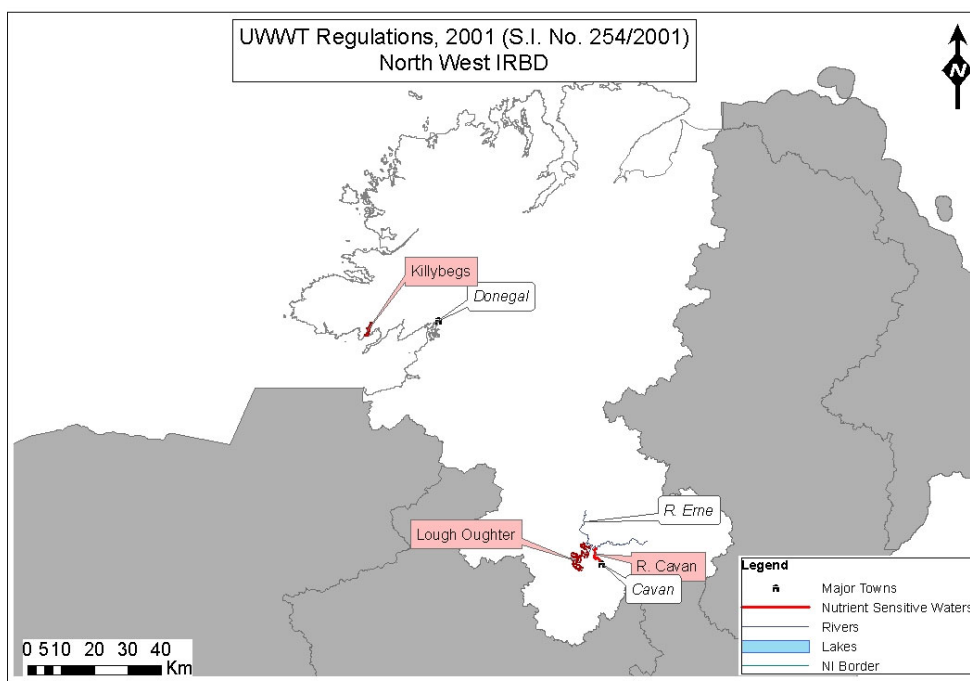 UWWT Regulations, 2001 (S.I. No. 254/2001)
North West IRBD
N
Killybegs
Donegal
R. Erne
Lough Oughter
R. Cavan
Cavan
Legend
Major Towns
Nutrient Sensitive Waters
Rivers
Lakes
NI Border
0 5 10 20 30 40
Km